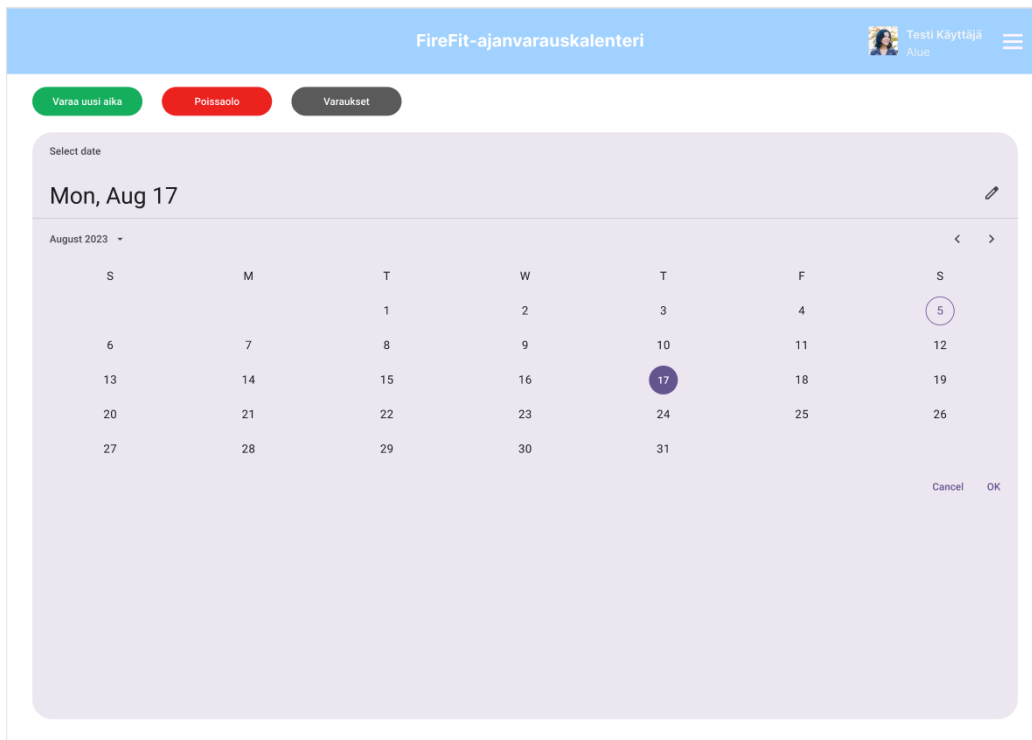 FireFit-ajanvarauskalenteri
Testi Käyttäjä
Alue
Varaa uusi aika Poissaolo Varaukset
Select date
Mon, Aug 17
August 2023
S M T W T F S
1 2 3 4 5
6 7 8 9 10 11 12
13 14 15 16 17 18 19
20 21 22 23 24 25 26
27 28 29 30 31
Cancel OK